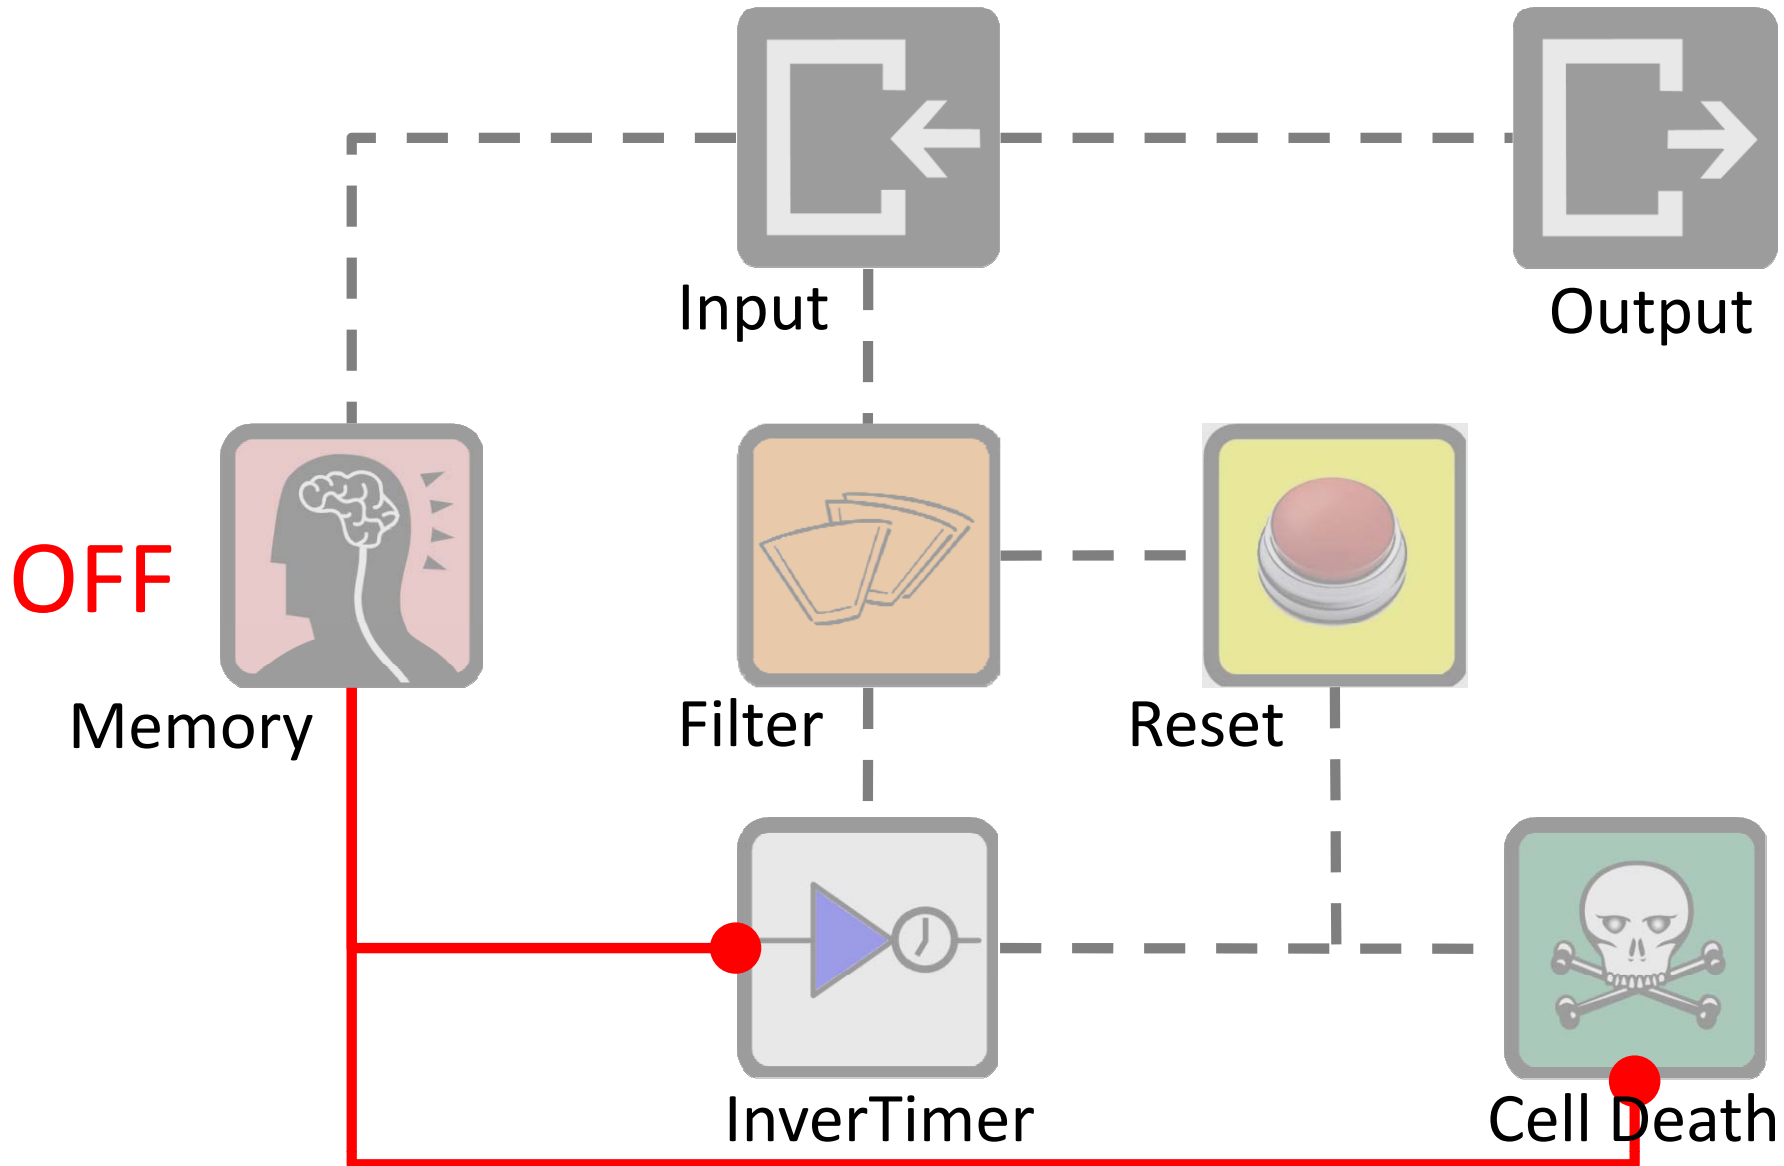 Input
Output
OFF
Memory
Filter
Reset
InverTimer
Cell Death